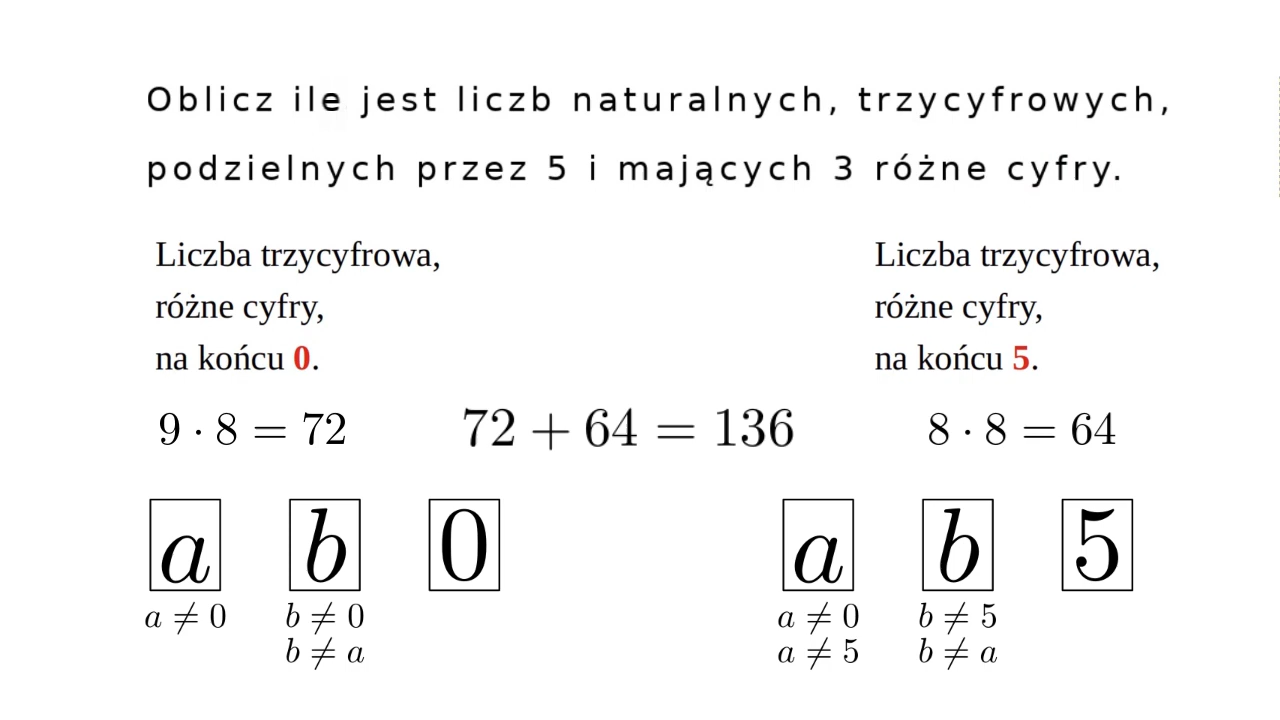 Oblicz ile jest liczb naturalnych, trzycyfrowych,
podzielnych przez 5 i mających 3 różne cyfry.
Liczba trzycyfrowa,
różne cyfry,
na końcu 0.
9 · 8 = 72
a b 0
a ≠ 0 b ≠ 0
b ≠ a
72 + 64 = 136
Liczba trzycyfrowa,
różne cyfry,
na końcu 5.
8 · 8 = 64
a b 5
a ≠ 0 b ≠ 5
a ≠ 5 b ≠ a